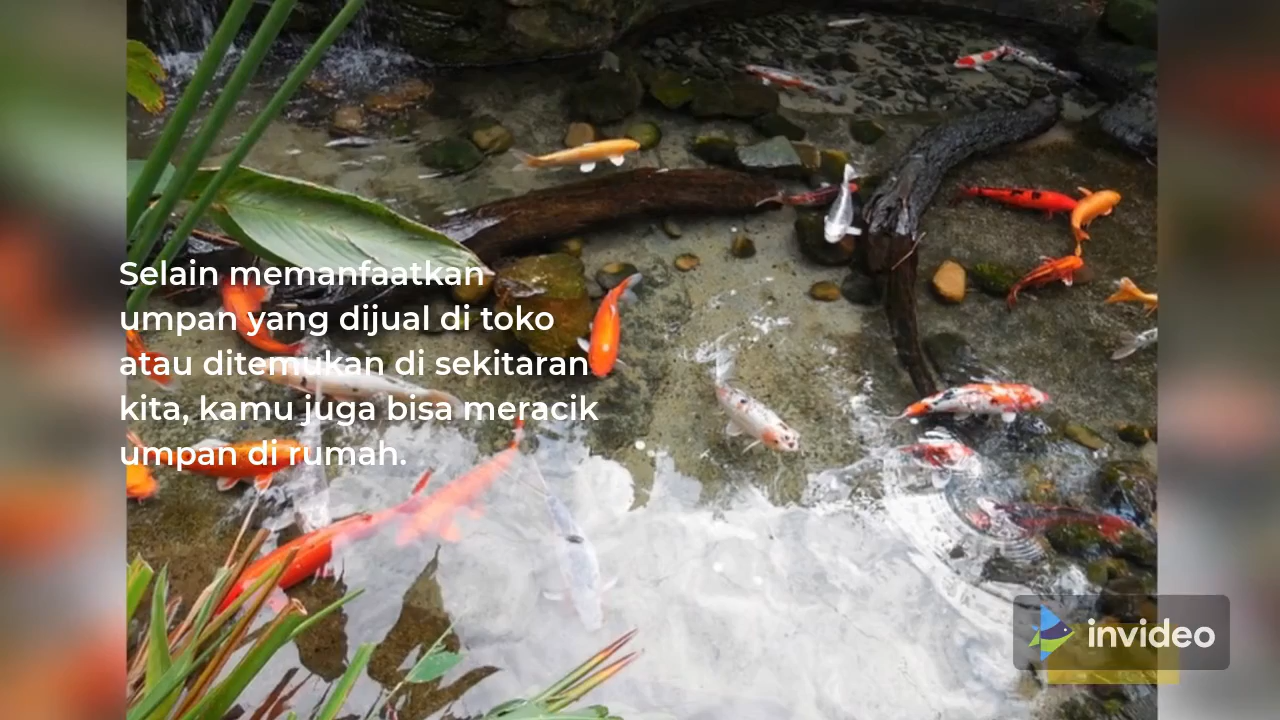 Selain memanfaatkan
umpan yang dijual di toko
atau ditemukan di sekitaran
kita, kamu juga bisa meracik
umpan di rumah.
invideo